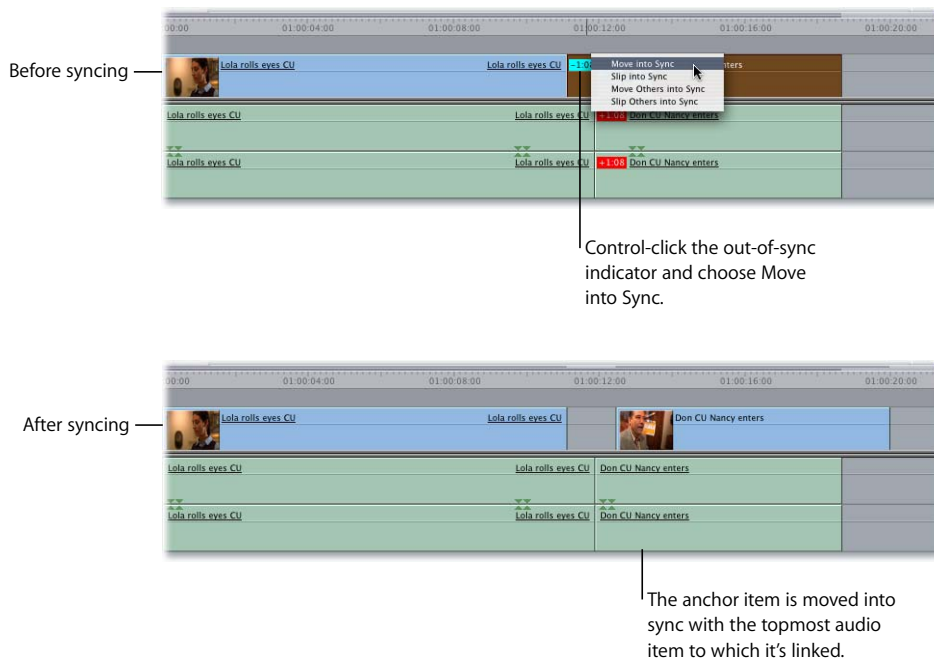 00:00 01:00:04:00 01:00:08:00 01:00:12:00 01:00:16:00 01:00:20:00
Before syncing
Lola rolls eyes CU Lola rolls eyes CU -1:08 nters
Move into Sync
Slip into Sync
Move Others into Sync
Slip Others into Sync
Lola rolls eyes CU Lola rolls eyes CU +1:08 Don CU Nancy enters
Lola rolls eyes CU Lola rolls eyes CU +1:08 Don CU Nancy enters
Control-click the out-of-sync
indicator and choose Move
into Sync.
00:00 01:00:04:00 01:00:08:00 01:00:12:00 01:00:16:00 01:00:20:00
After syncing
Lola rolls eyes CU Lola rolls eyes CU Don CU Nancy enters
Lola rolls eyes CU Lola rolls eyes CU Don CU Nancy enters
Lola rolls eyes CU Lola rolls eyes CU Don CU Nancy enters
The anchor item is moved into
sync with the topmost audio
item to which it's linked.